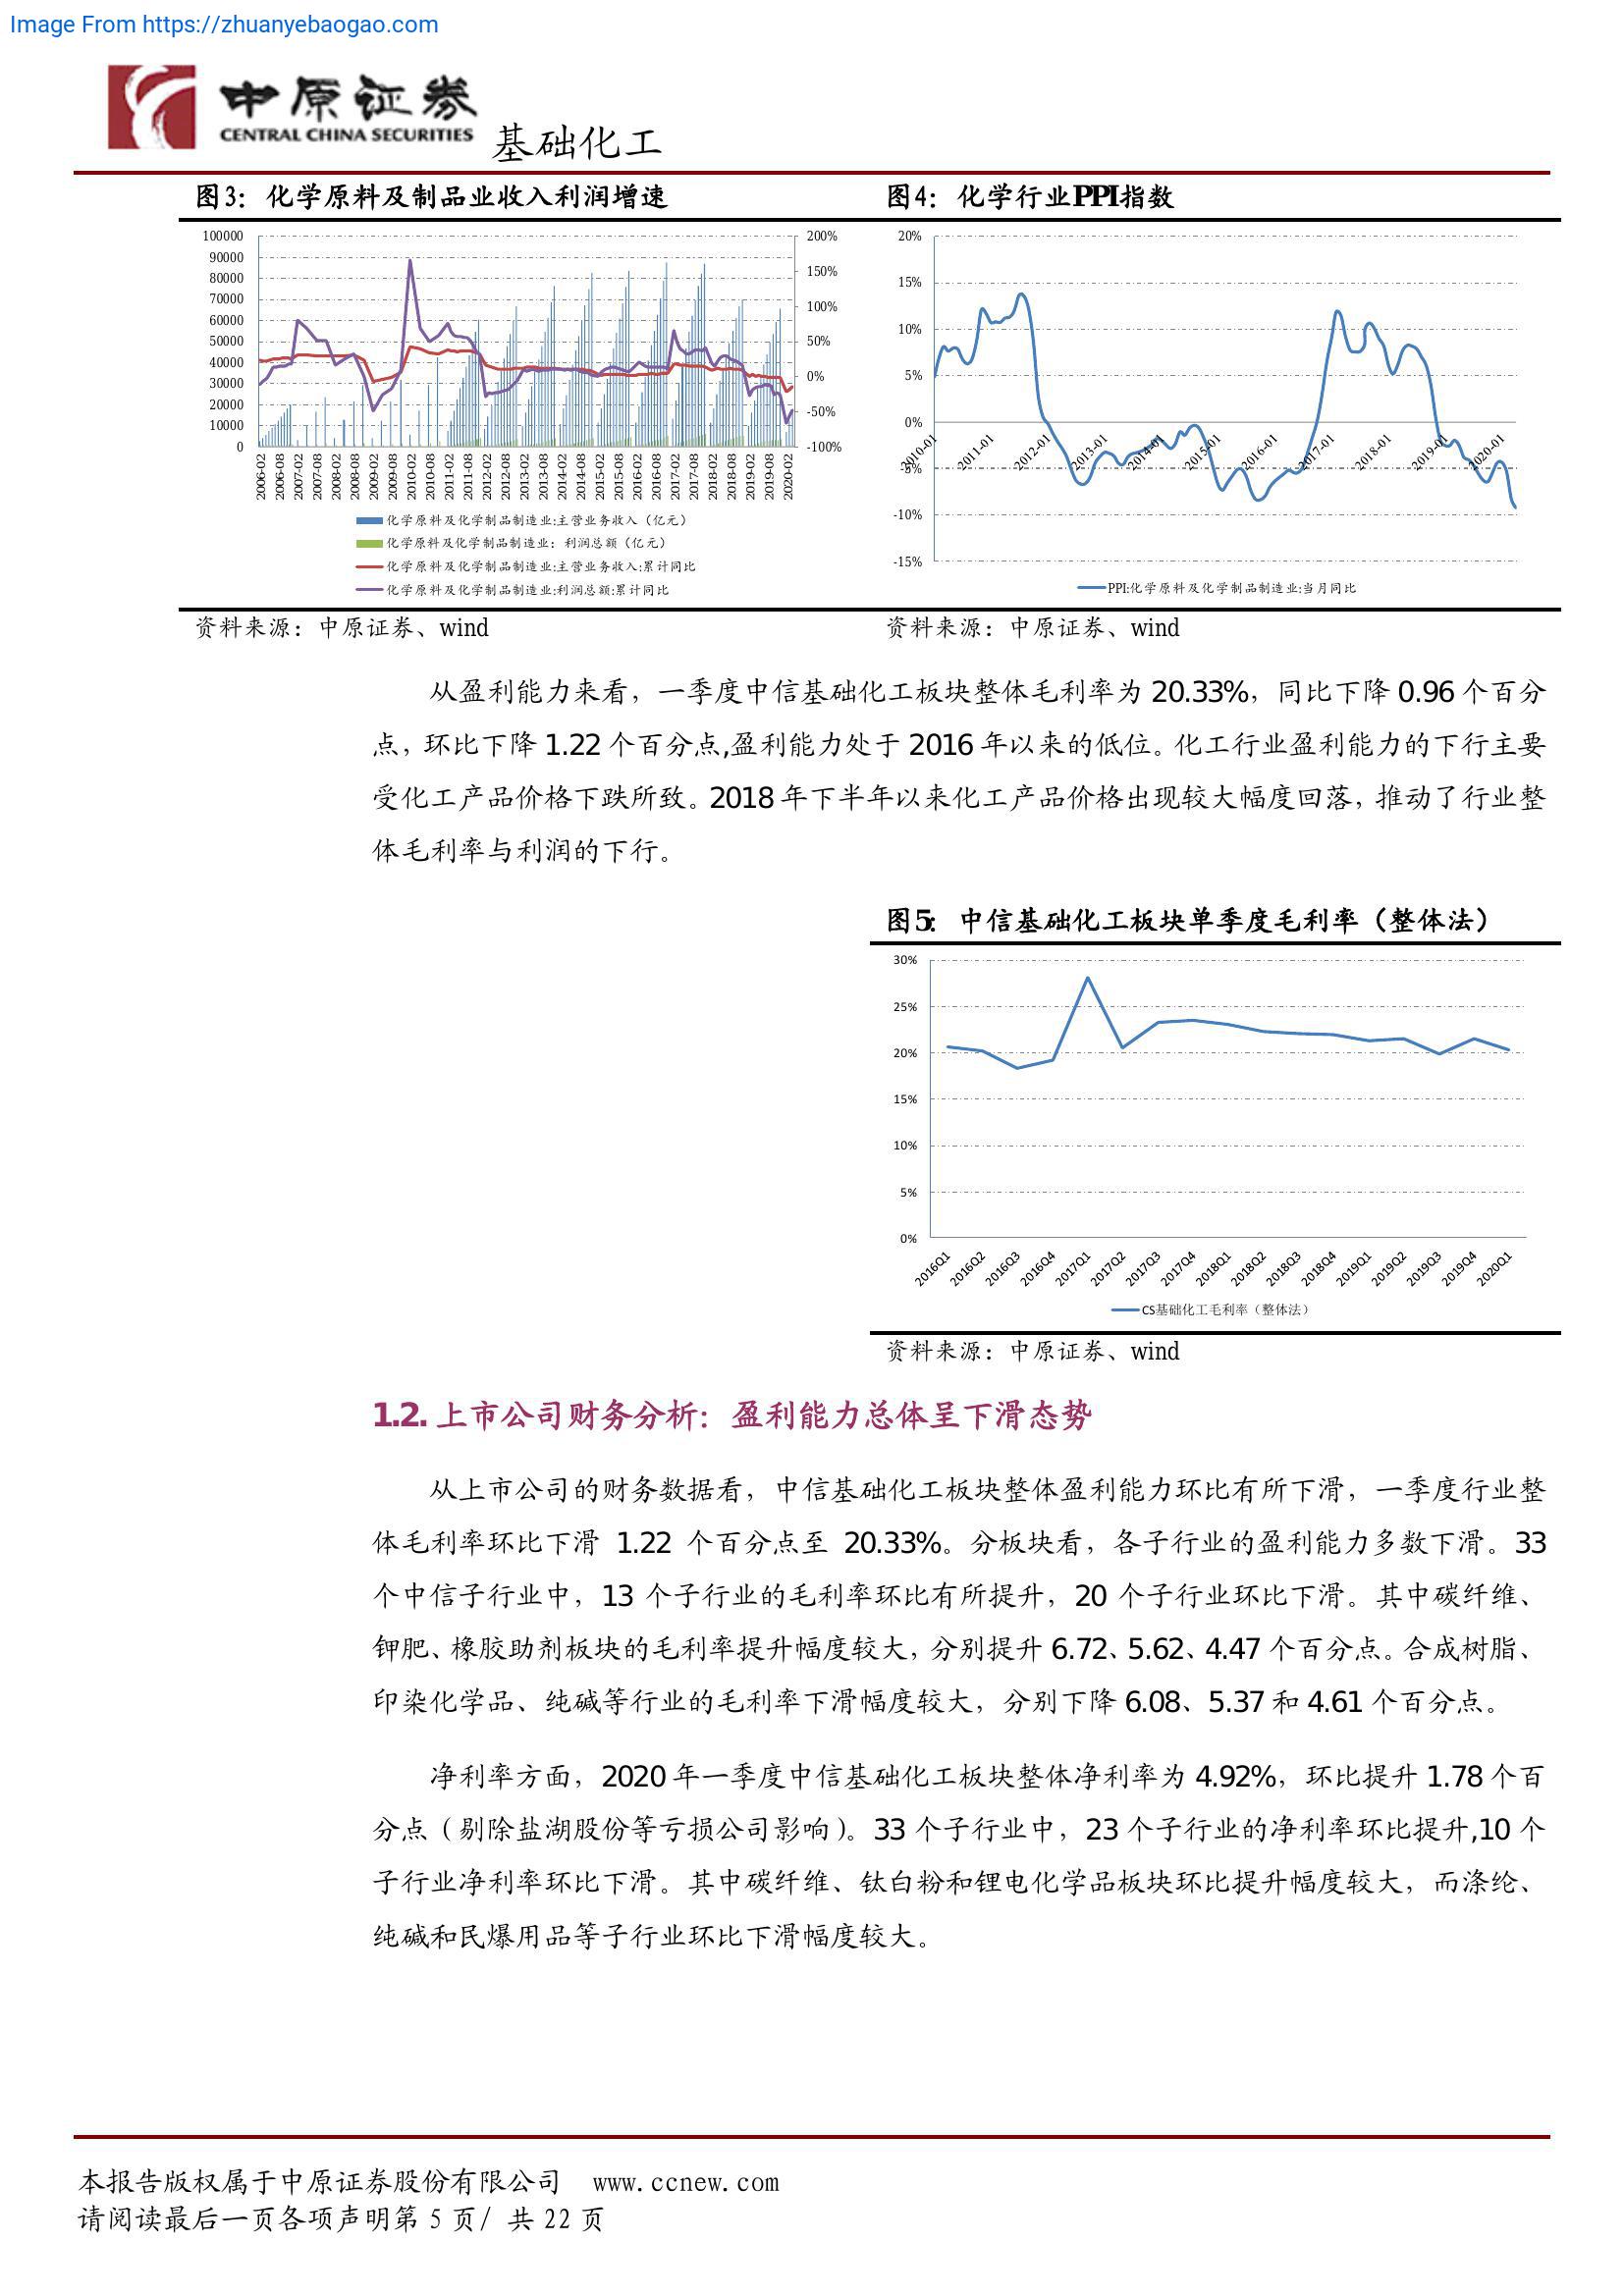 Image From https://zhuanyebaogao.com
中原证券
CENTRAL CHINA SECURITIES
基础化工
图3：化学原料及制品业收入利润增速
图4：化学行业PPI指数
100000
90000
80000
70000
60000
50000
40000
30000
20000
10000
0
200%
150%
100%
50%
0%
-50%
-100%
2006-02
2006-08
2007-02
2007-08
2008-02
2008-08
2009-02
2009-08
2010-02
2010-08
2011-02
2011-08
2012-02
2012-08
2013-02
2013-08
2014-02
2014-08
2015-02
2015-08
2016-02
2016-08
2017-02
2017-08
2018-02
2018-08
2019-02
2019-08
2020-02
化学原料及化学制品制造业:主营业务收入（亿元）
化学原料及化学制品制造业：利润总额（亿元）
化学原料及化学制品制造业:主营业务收入:累计同比
化学原料及化学制品制造业:利润总额:累计同比
20%
15%
10%
5%
0%
-5%
-10%
-15%
2010-01
2011-01
2012-01
2013-01
2014-01
2015-01
2016-01
2017-01
2018-01
2019-01
2020-01
PPI:化学原料及化学制品制造业:当月同比
资料来源：中原证券、wind
资料来源：中原证券、wind
从盈利能力来看，一季度中信基础化工板块整体毛利率为 20.33%，同比下降 0.96 个百分
点，环比下降 1.22 个百分点,盈利能力处于 2016 年以来的低位。化工行业盈利能力的下行主要
受化工产品价格下跌所致。2018 年下半年以来化工产品价格出现较大幅度回落，推动了行业整
体毛利率与利润的下行。
图5：中信基础化工板块单季度毛利率（整体法）
30%
25%
20%
15%
10%
5%
0%
2016Q1
2016Q2
2016Q3
2016Q4
2017Q1
2017Q2
2017Q3
2017Q4
2018Q1
2018Q2
2018Q3
2018Q4
2019Q1
2019Q2
2019Q3
2019Q4
2020Q1
CS基础化工毛利率（整体法）
资料来源：中原证券、wind
1.2. 上市公司财务分析：盈利能力总体呈下滑态势
从上市公司的财务数据看，中信基础化工板块整体盈利能力环比有所下滑，一季度行业整
体毛利率环比下滑 1.22 个百分点至 20.33%。分板块看，各子行业的盈利能力多数下滑。33
个中信子行业中，13 个子行业的毛利率环比有所提升，20 个子行业环比下滑。其中碳纤维、
钾肥、橡胶助剂板块的毛利率提升幅度较大，分别提升 6.72、5.62、4.47 个百分点。合成树脂、
印染化学品、纯碱等行业的毛利率下滑幅度较大，分别下降 6.08、5.37 和 4.61 个百分点。
净利率方面，2020 年一季度中信基础化工板块整体净利率为 4.92%，环比提升 1.78 个百
分点（剔除盐湖股份等亏损公司影响）。33 个子行业中，23 个子行业的净利率环比提升,10 个
子行业净利率环比下滑。其中碳纤维、钛白粉和锂电化学品板块环比提升幅度较大，而涤纶、
纯碱和民爆用品等子行业环比下滑幅度较大。
本报告版权属于中原证券股份有限公司 www.ccnew.com
请阅读最后一页各项声明第 5 页/ 共 22 页